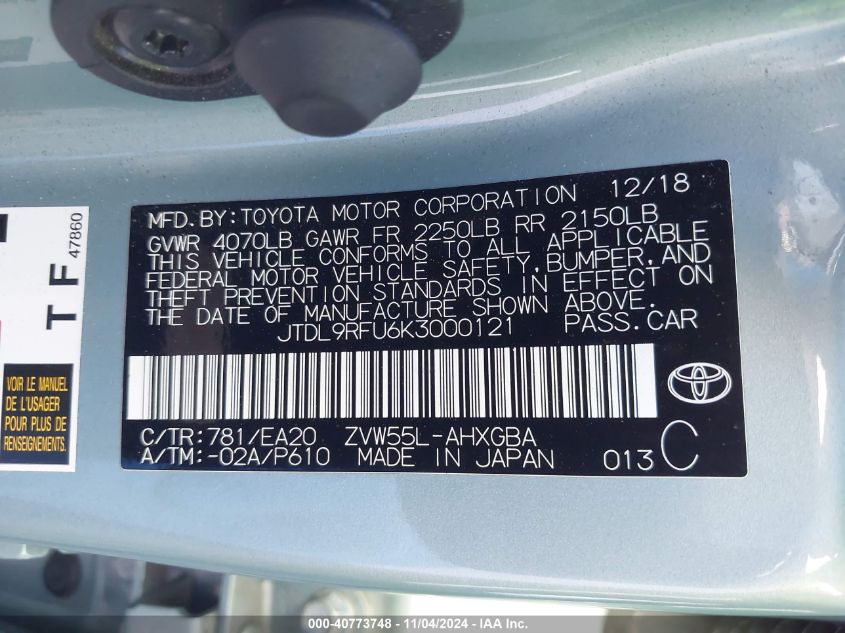 MFD. BY: TOYOTA MOTOR CORPORATION 12/18
GVWR 4070LB GAWR FR 2250LB RR 2150LB
THIS VEHICLE CONFORMS TO ALL APPLICABLE
FEDERAL MOTOR VEHICLE SAFETY, BUMPER, AND
THEFT PREVENTION STANDARDS IN EFFECT ON
THE DATE OF MANUFACTURE SHOWN ABOVE.
JTDL9RFU6K3000121 PASS. CAR
C/TR: 781/EA20 ZVW55L-AHXGBA
A/TM: -02A/P610 MADE IN JAPAN 013 C
T F 47860
VOIR LE MANUEL
DE L'USAGER
POUR PLUS DE
RENSEIGNEMENTS.
000-40773748 - 11/04/2024 - IAA Inc.